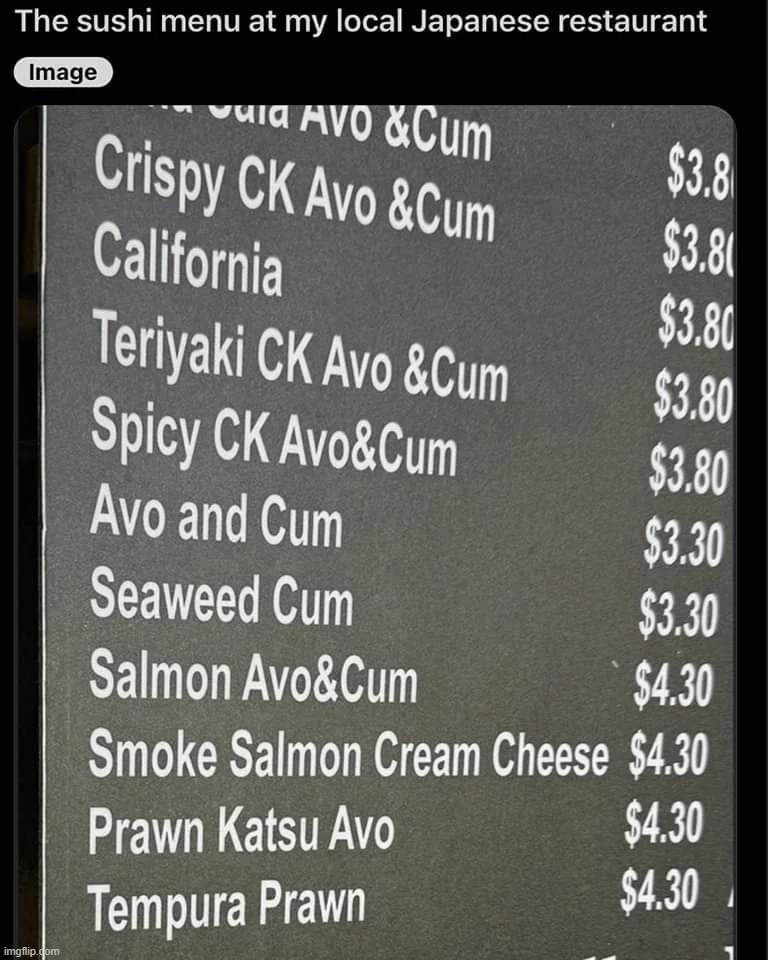 The sushi menu at my local Japanese restaurant
Image
Avo &Cum
Crispy CK Avo &Cum $3.8
California $3.80
Teriyaki CK Avo &Cum $3.80
Spicy CK Avo&Cum $3.80
Avo and Cum $3.80
Seaweed Cum $3.30
Salmon Avo&Cum $3.30
Smoke Salmon Cream Cheese $4.30
Prawn Katsu Avo $4.30
Tempura Prawn $4.30
$4.30
imgflip.com